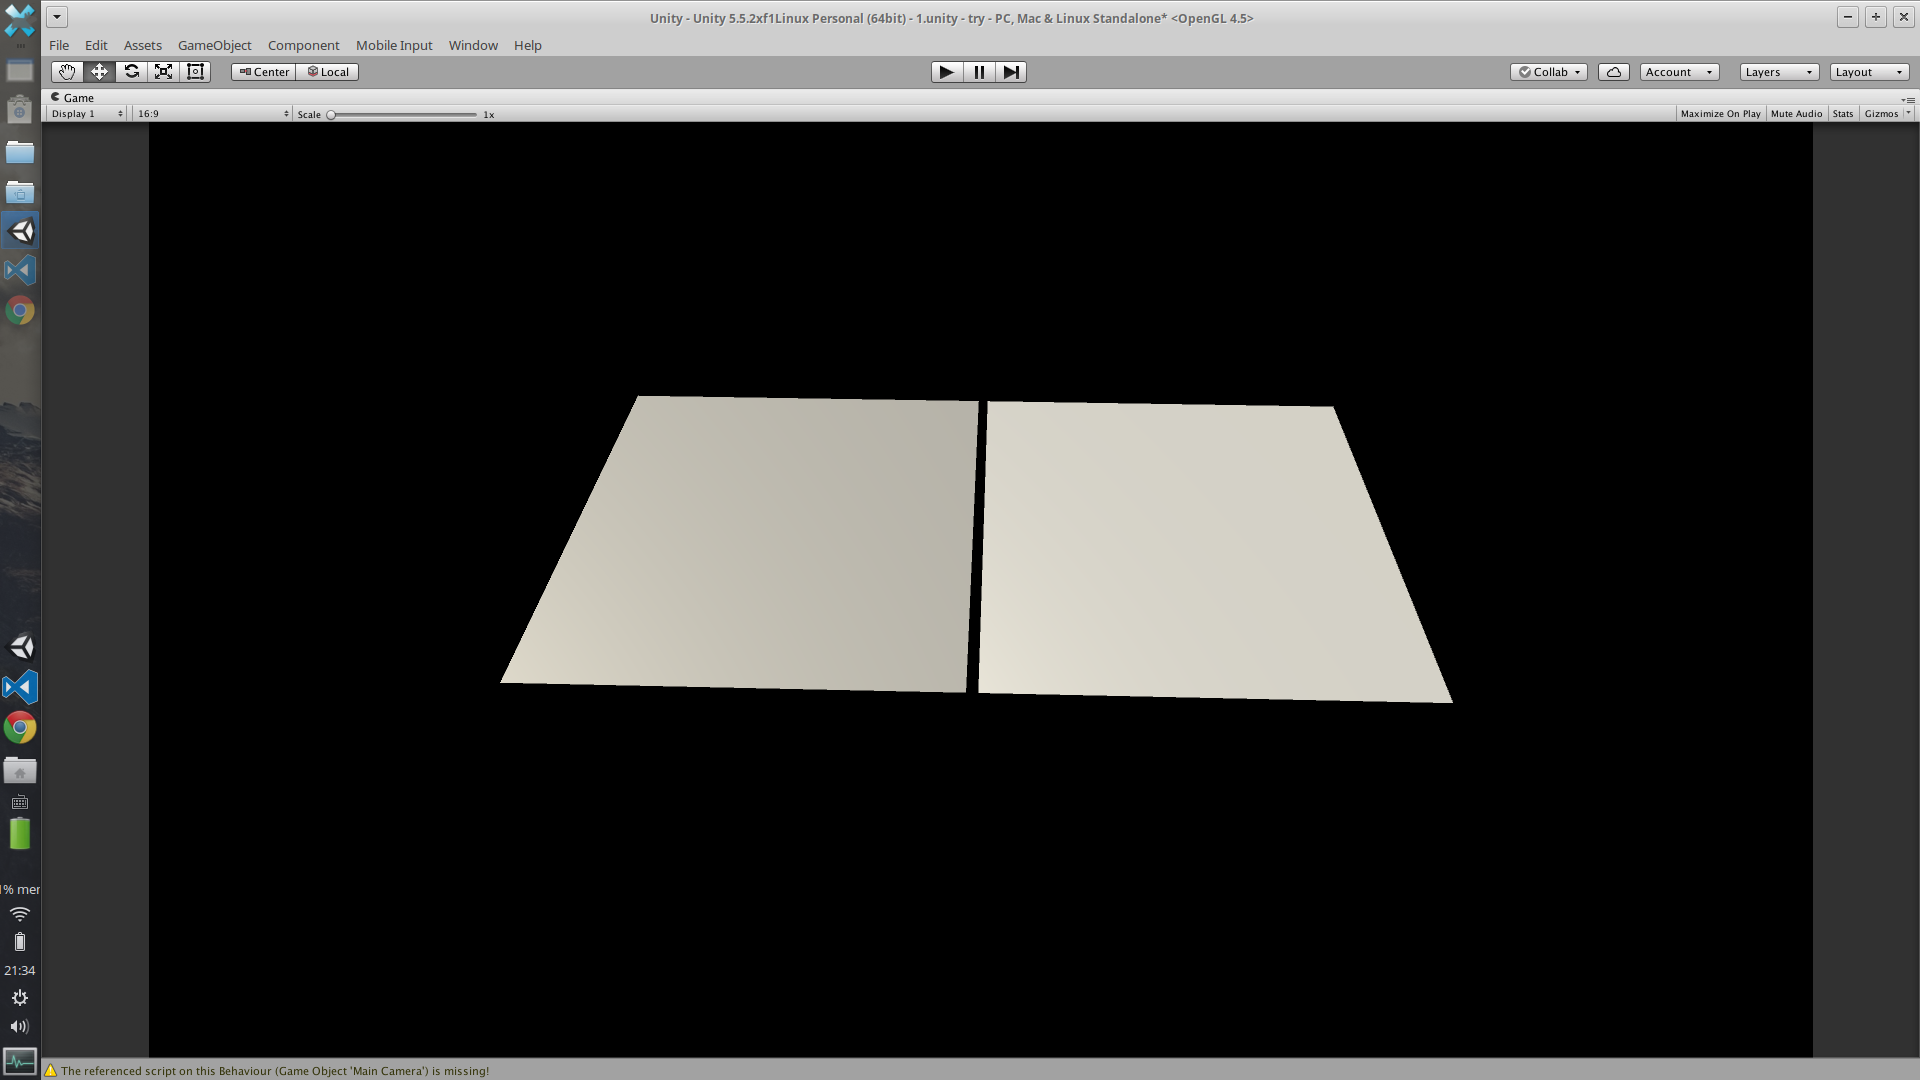 Unity - Unity 5.5.2xf1Linux Personal (64bit) - 1.unity - try - PC, Mac & Linux Standalone* <OpenGL 4.5>
File Edit Assets GameObject Component Mobile Input Window Help
Center Local Collab Account Layers Layout
Game
Display 1 16:9 Scale 1x Maximize On Play Mute Audio Stats Gizmos
% mer
21:34
The referenced script on this Behaviour (Game Object 'Main Camera') is missing!